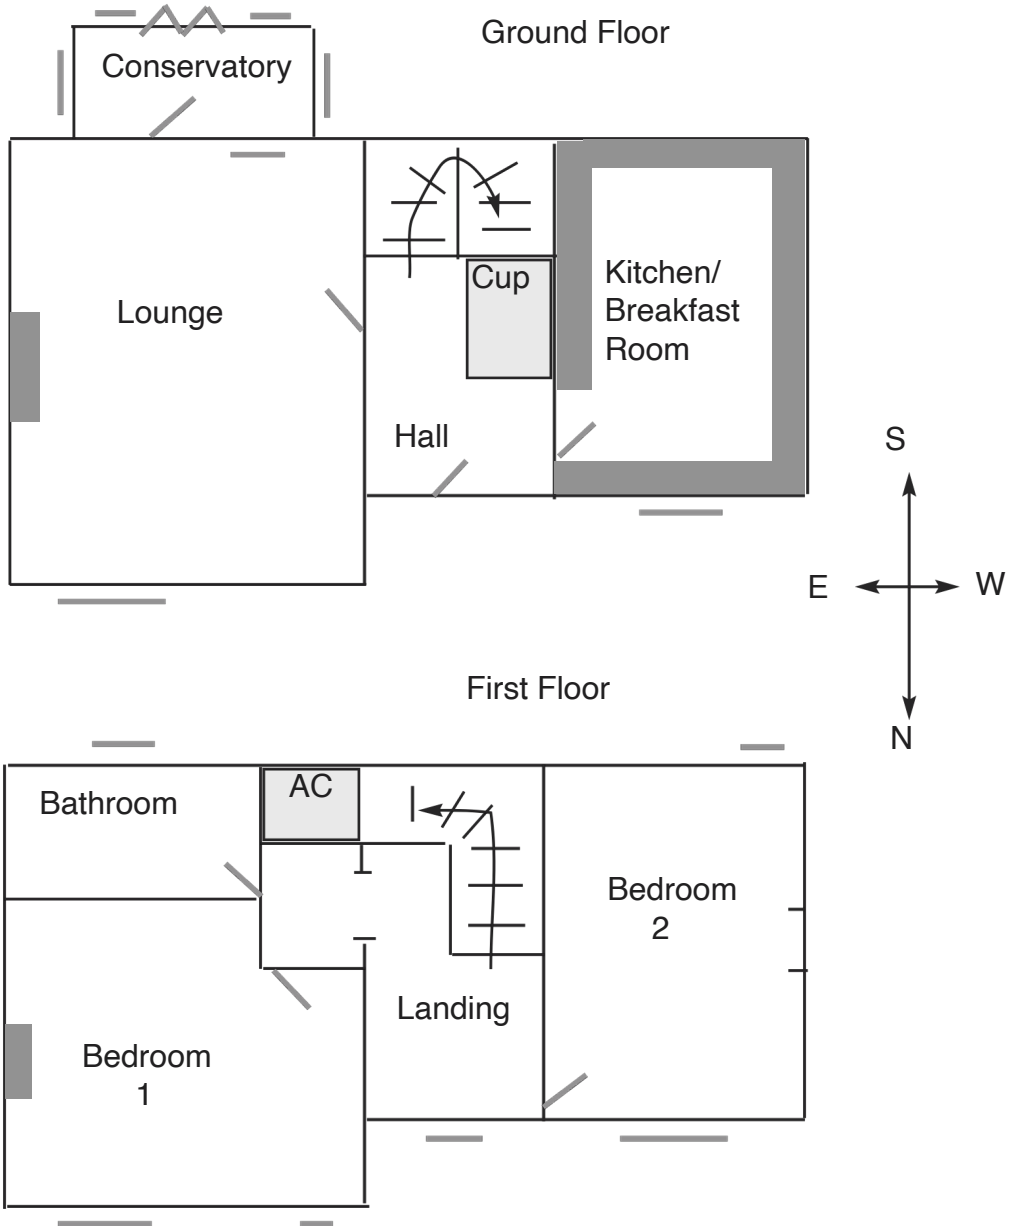 Ground Floor
Conservatory
Cup
Kitchen/
Breakfast
Room
Lounge
Hall
S
E
W
N
First Floor
AC
Bathroom
Bedroom
2
Landing
Bedroom
1